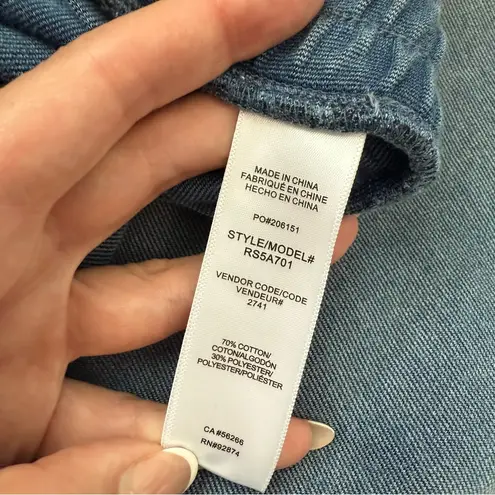 MADE IN CHINA
FABRIQUÉ EN CHINE
HECHO EN CHINA
PO#206151
STYLE/MODEL#
RS5A701
VENDOR CODE/CODE
VENDEUR#
2741
70% COTTON/
COTON/ALGODÓN
30% POLYESTER/
POLYESTER/POLIÉSTER
CA#56266
RN#92874